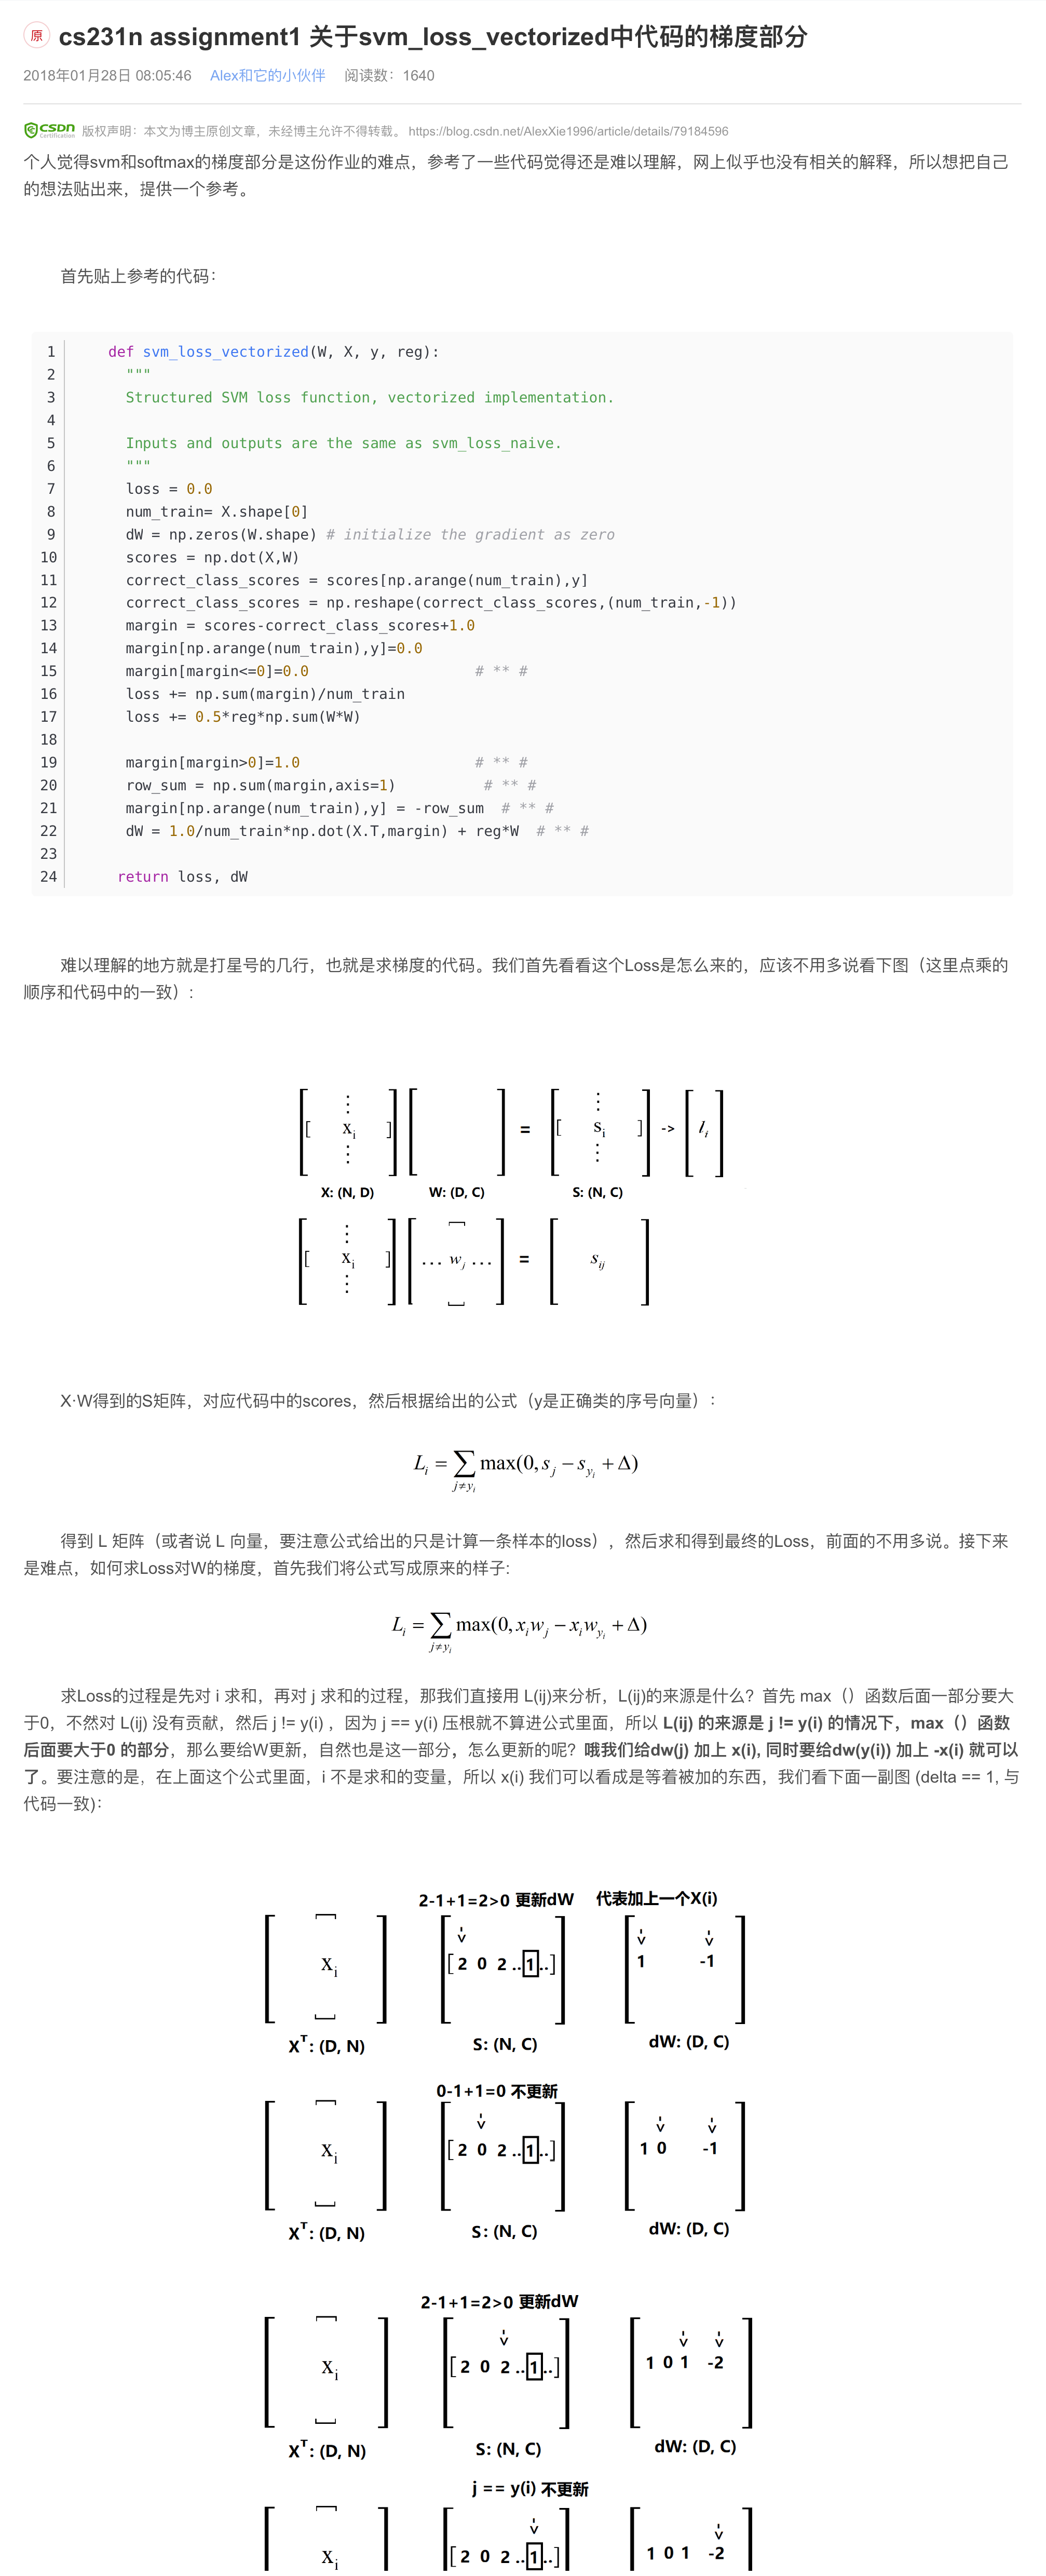 原 cs231n assignment1 关于svm_loss_vectorized中代码的梯度部分
2018年01月28日 08:05:46 Alex和它的小伙伴 阅读数：1640
CSDN Certification 版权声明：本文为博主原创文章，未经博主允许不得转载。 https://blog.csdn.net/AlexXie1996/article/details/79184596
个人觉得svm和softmax的梯度部分是这份作业的难点，参考了一些代码觉得还是难以理解，网上似乎也没有相关的解释，所以想把自己
的想法贴出来，提供一个参考。
首先贴上参考的代码：
1 def svm_loss_vectorized(W, X, y, reg):
2 """
3 Structured SVM loss function, vectorized implementation.
4
5 Inputs and outputs are the same as svm_loss_naive.
6 """
7 loss = 0.0
8 num_train= X.shape[0]
9 dW = np.zeros(W.shape) # initialize the gradient as zero
10 scores = np.dot(X,W)
11 correct_class_scores = scores[np.arange(num_train),y]
12 correct_class_scores = np.reshape(correct_class_scores,(num_train,-1))
13 margin = scores-correct_class_scores+1.0
14 margin[np.arange(num_train),y]=0.0
15 margin[margin<=0]=0.0 # ** #
16 loss += np.sum(margin)/num_train
17 loss += 0.5*reg*np.sum(W*W)
18
19 margin[margin>0]=1.0 # ** #
20 row_sum = np.sum(margin,axis=1) # ** #
21 margin[np.arange(num_train),y] = -row_sum # ** #
22 dW = 1.0/num_train*np.dot(X.T,margin) + reg*W # ** #
23
24 return loss, dW
难以理解的地方就是打星号的几行，也就是求梯度的代码。我们首先看看这个Loss是怎么来的，应该不用多说看下图（这里点乘的
顺序和代码中的一致）：
[ ⋮ [ x_i ] ⋮ ] [ ] = [ ⋮ [ s_i ] ⋮ ] -> [ l_i ]
X: (N, D) W: (D, C) S: (N, C)
[ ⋮ [ x_i ] ⋮ ] [ … w_j … ] = [ s_ij ]
X·W得到的S矩阵，对应代码中的scores，然后根据给出的公式（y是正确类的序号向量）：
L_i = ∑_{j≠y_i} max(0, s_j − s_{y_i} + Δ)
得到 L 矩阵（或者说 L 向量，要注意公式给出的只是计算一条样本的loss），然后求和得到最终的Loss，前面的不用多说。接下来
是难点，如何求Loss对W的梯度，首先我们将公式写成原来的样子:
L_i = ∑_{j≠y_i} max(0, x_i w_j − x_i w_{y_i} + Δ)
求Loss的过程是先对 i 求和，再对 j 求和的过程，那我们直接用 L(ij)来分析，L(ij)的来源是什么？首先 max（）函数后面一部分要大
于0，不然对 L(ij) 没有贡献，然后 j != y(i) ，因为 j == y(i) 压根就不算进公式里面，所以 L(ij) 的来源是 j != y(i) 的情况下，max（）函数
后面要大于0 的部分，那么要给W更新，自然也是这一部分，怎么更新的呢？哦我们给dw(j) 加上 x(i), 同时要给dw(y(i)) 加上 -x(i) 就可以
了。要注意的是，在上面这个公式里面，i 不是求和的变量，所以 x(i) 我们可以看成是等着被加的东西，我们看下面一副图 (delta == 1, 与
代码一致)：
2-1+1=2>0 更新dW 代表加上一个X(i)
[ x_i ] [ [ 2 0 2 ..1..] ] [ 1 -1 ]
X^T: (D, N) S: (N, C) dW: (D, C)
0-1+1=0 不更新
[ x_i ] [ [ 2 0 2 ..1..] ] [ 1 0 -1 ]
X^T: (D, N) S: (N, C) dW: (D, C)
2-1+1=2>0 更新dW
[ x_i ] [ [ 2 0 2 ..1..] ] [ 1 0 1 -2 ]
X^T: (D, N) S: (N, C) dW: (D, C)
j == y(i) 不更新
[ x_i ] [ [ 2 0 2 ..1..] ] [ 1 0 1 -2 ]